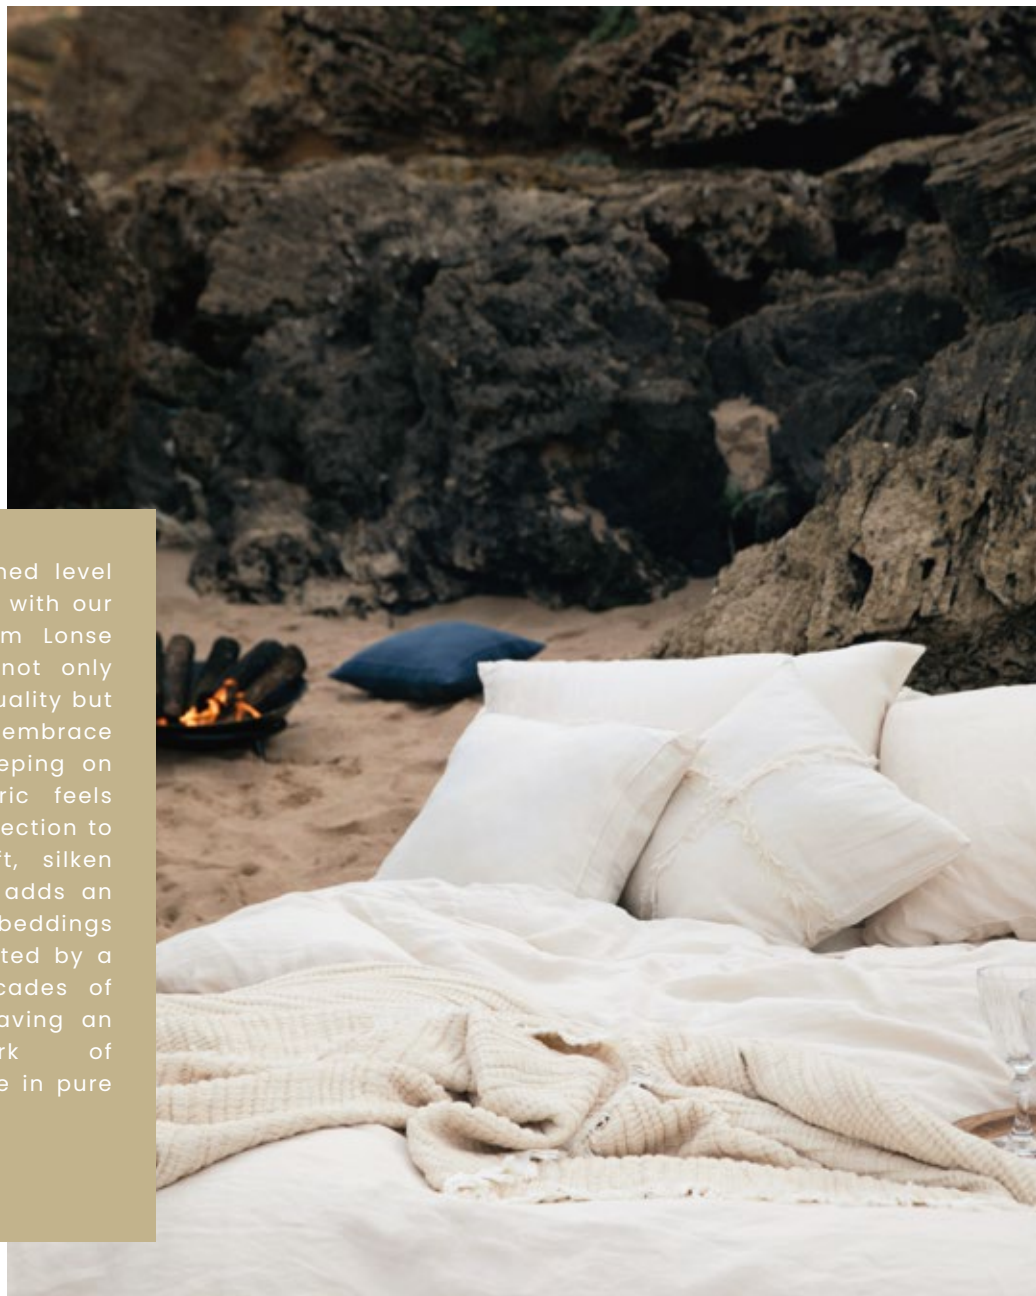 ned level
with our
m Lonse
not only
uality but
embrace
eping on
ric feels
ection to
ft, silken
adds an
beddings
ted by a
cades of
aving an
rk of
e in pure